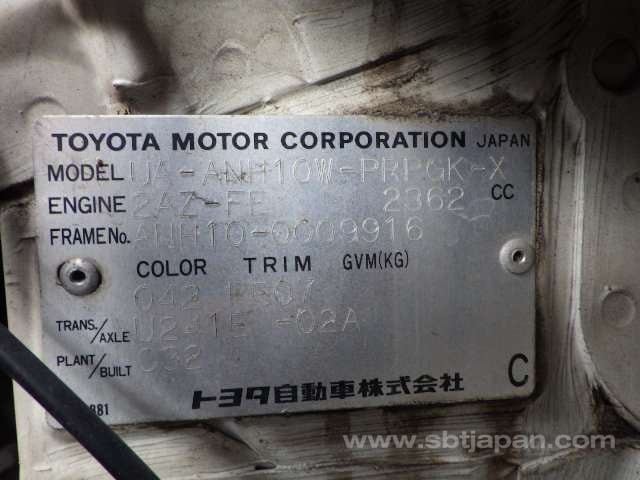 TOYOTA MOTOR CORPORATION JAPAN
MODEL UA-ANH10W-PRPGK-X
ENGINE 2AZ-FE 2362 CC
FRAME No. ANH10-0009916
COLOR TRIM GVM(KG)
042 FB07
TRANS./AXLE U241E -02A
PLANT/BUILT C32
トヨタ自動車株式会社 C
881
www.sbtjapan.com